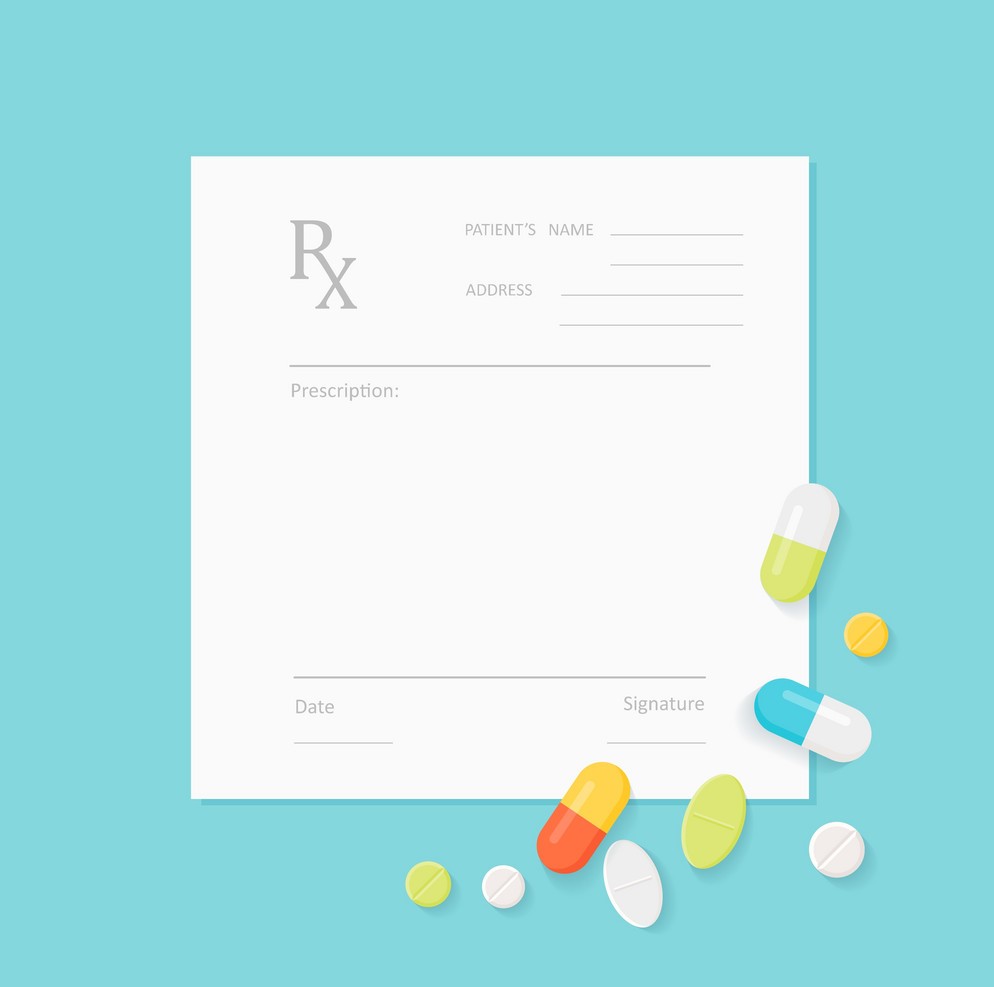 Rx
PATIENT’S NAME
ADDRESS
Prescription:
Date
Signature